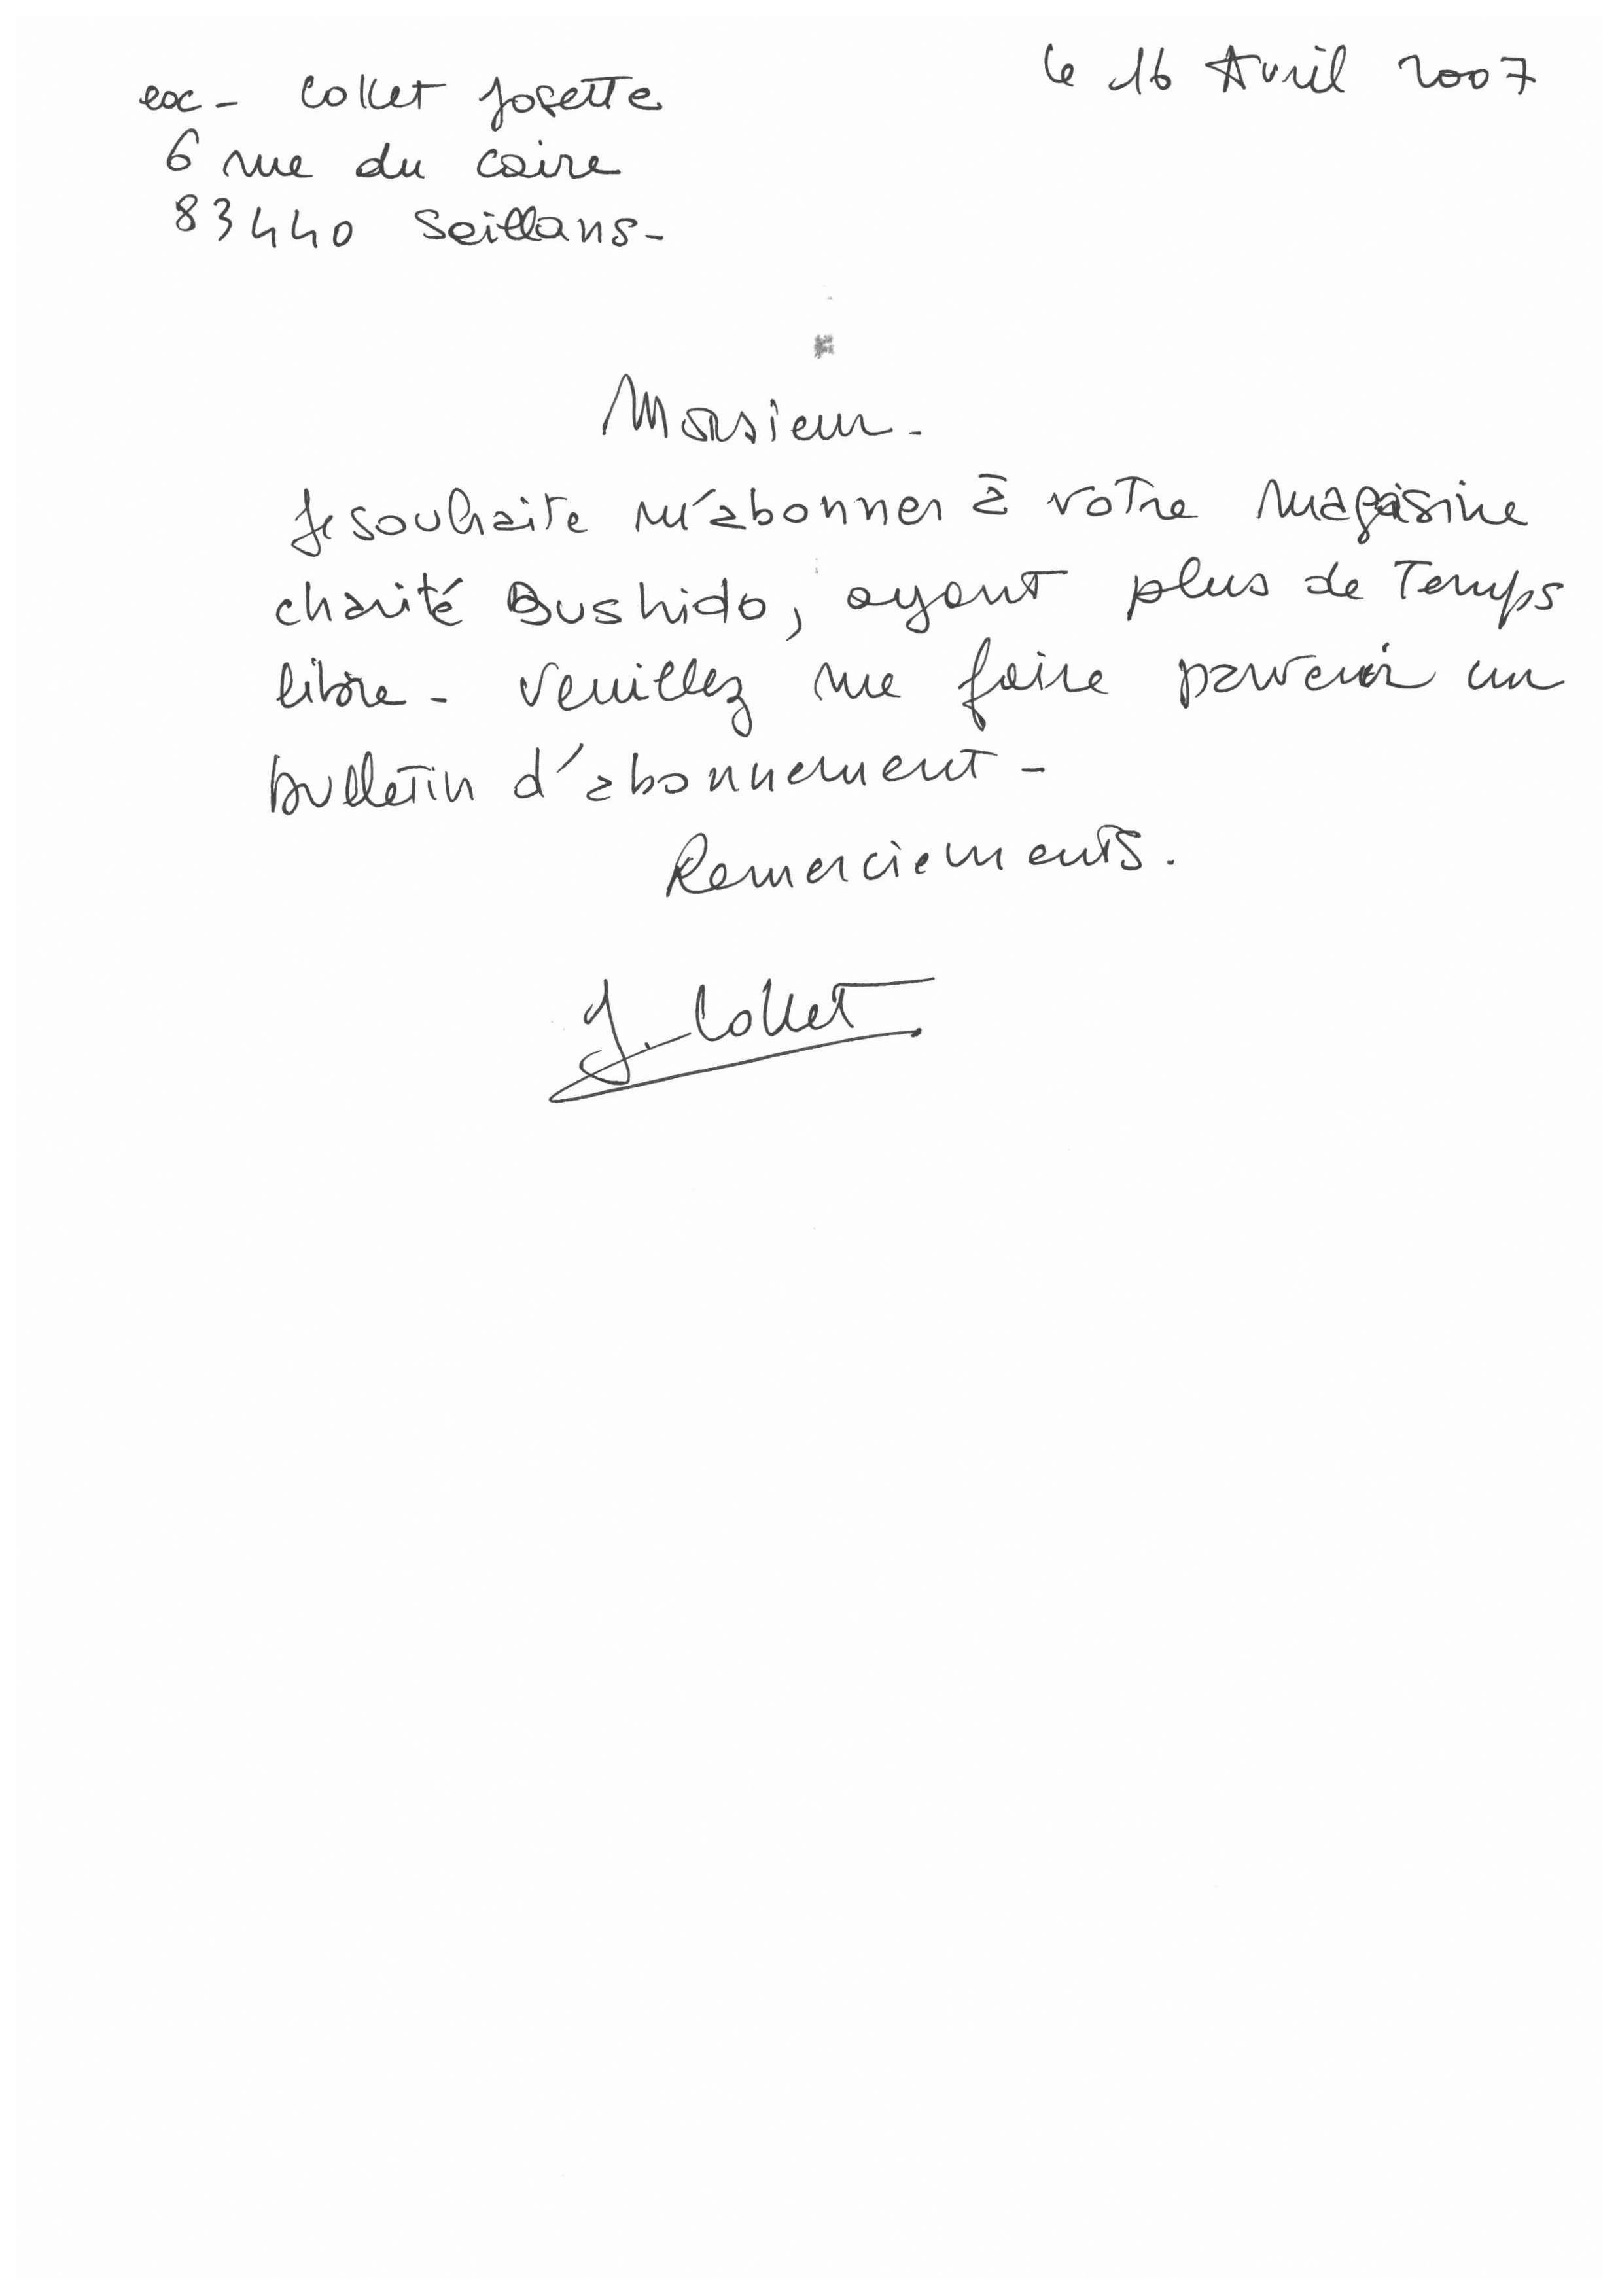 exc - Collet Josette
le 16 Avril 2007
6 rue du caire
83440 Seillans -
Monsieur -
Je souhaite m'abonner à votre magasine
charité Bushido, ayant plus de Temps
libre - veuillez me faire parvenir un
bulletin d'abonnement -
Remerciements.
J. Collet